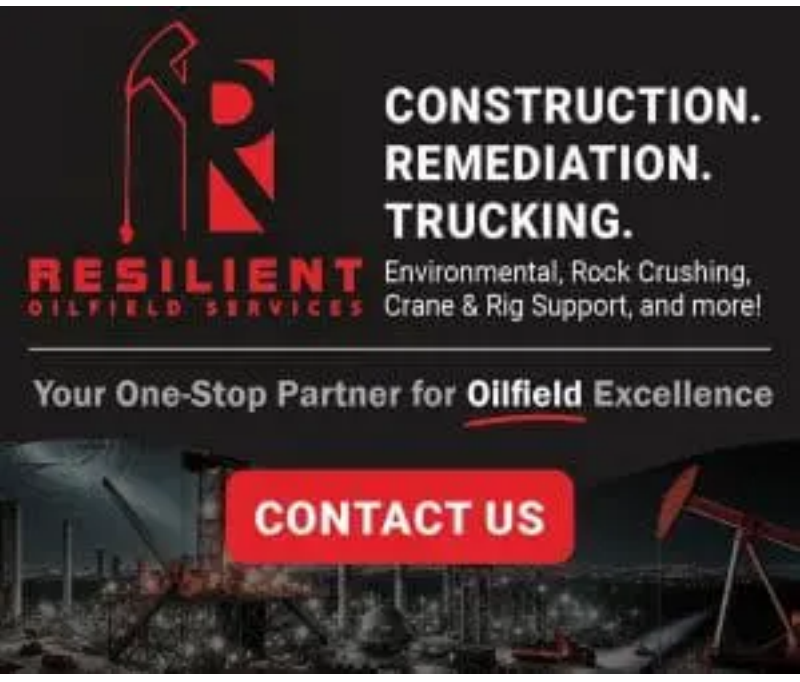 R
RESILIENT
OILFIELD SERVICES
CONSTRUCTION.
REMEDIATION.
TRUCKING.
Environmental, Rock Crushing,
Crane & Rig Support, and more!
Your One-Stop Partner for Oilfield Excellence
CONTACT US